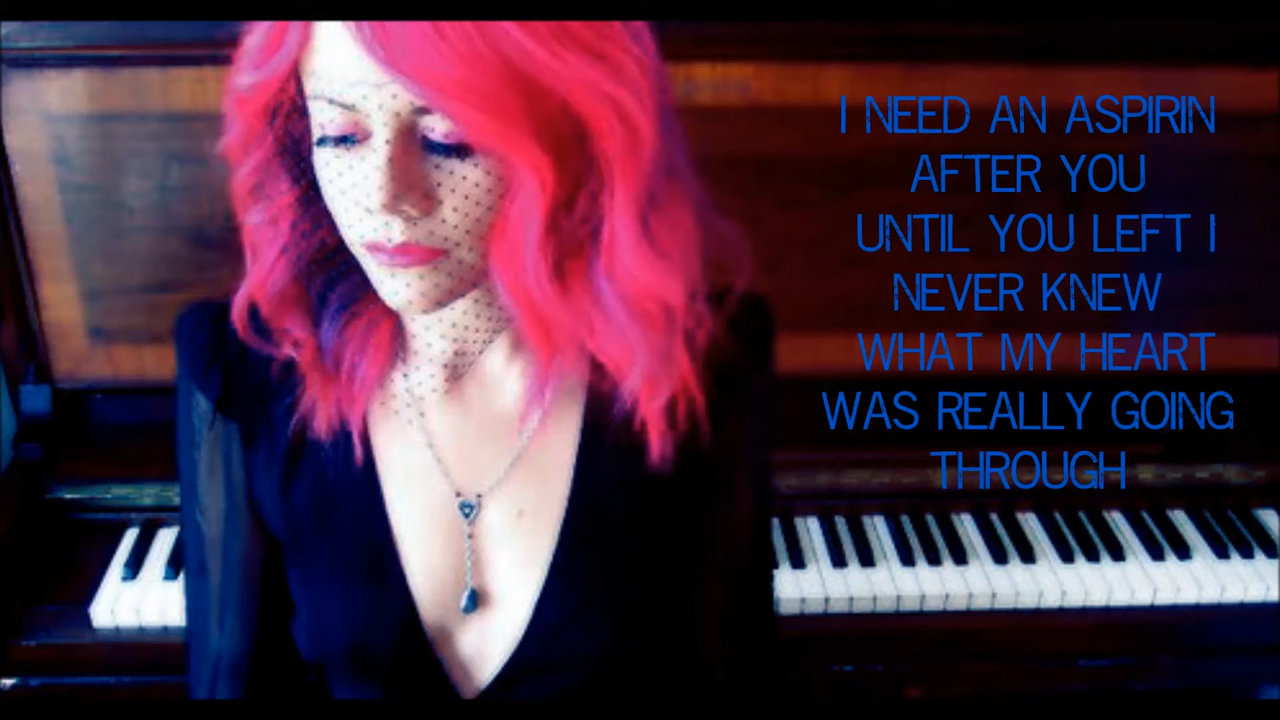 I NEED AN ASPIRIN
AFTER YOU
UNTIL YOU LEFT I
NEVER KNEW
WHAT MY HEART
WAS REALLY GOING
THROUGH